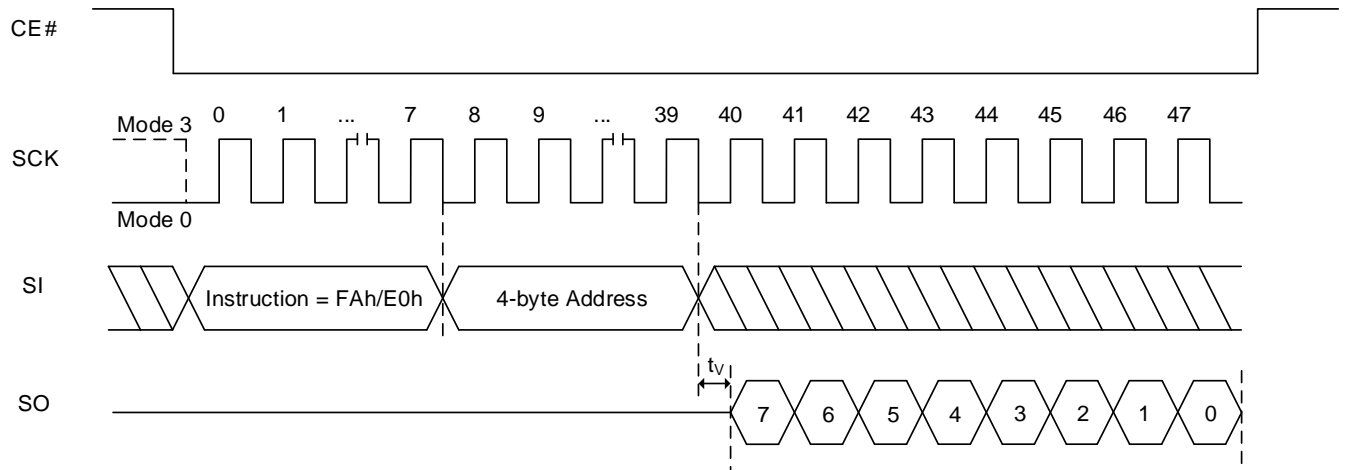 CE#
Mode 3 0 1 ... 7 8 9 ... 39 40 41 42 43 44 45 46 47
SCK
Mode 0
SI
Instruction = FAh/E0h 4-byte Address
tV
SO
7 6 5 4 3 2 1 0